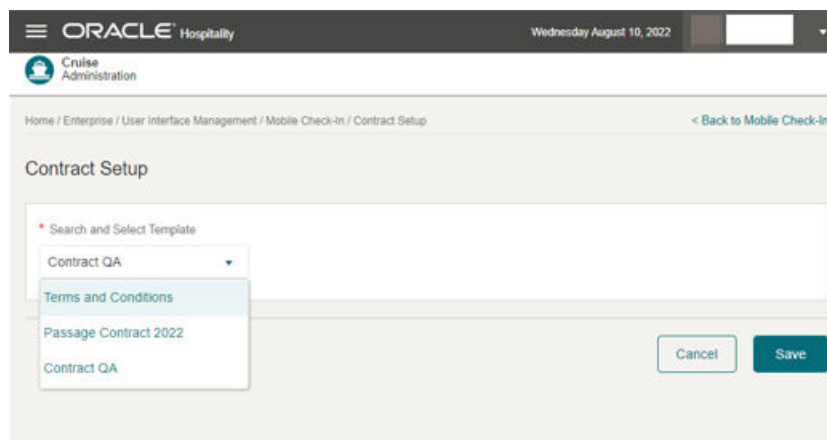 ORACLE Hospitality
Wednesday August 10, 2022
Cruise
Administration
Home / Enterprise / User Interface Management / Mobile Check-In / Contract Setup
< Back to Mobile Check-In
Contract Setup
* Search and Select Template
Contract QA
Terms and Conditions
Passage Contract 2022
Contract QA
Cancel
Save